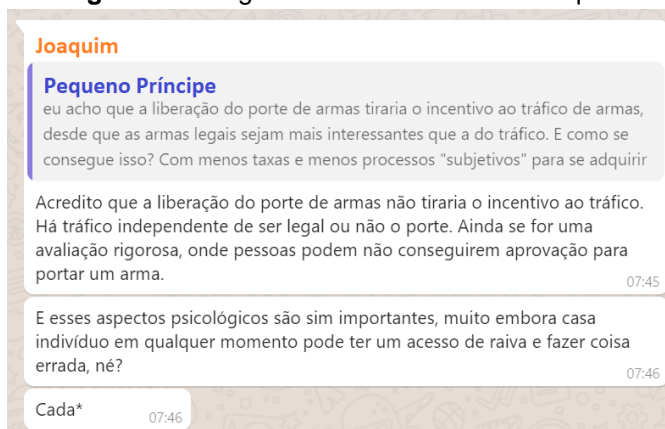 Joaquim
Pequeno Príncipe
eu acho que a liberação do porte de armas tiraria o incentivo ao tráfico de armas,
desde que as armas legais sejam mais interessantes que a do tráfico. E como se
consegue isso? Com menos taxas e menos processos "subjetivos" para se adquirir
Acredito que a liberação do porte de armas não tiraria o incentivo ao tráfico.
Há tráfico independente de ser legal ou não o porte. Ainda se for uma
avaliação rigorosa, onde pessoas podem não conseguirem aprovação para
portar um arma.
07:45
E esses aspectos psicológicos são sim importantes, muito embora casa
indivíduo em qualquer momento pode ter um acesso de raiva e fazer coisa
errada, né?
07:46
Cada*
07:46